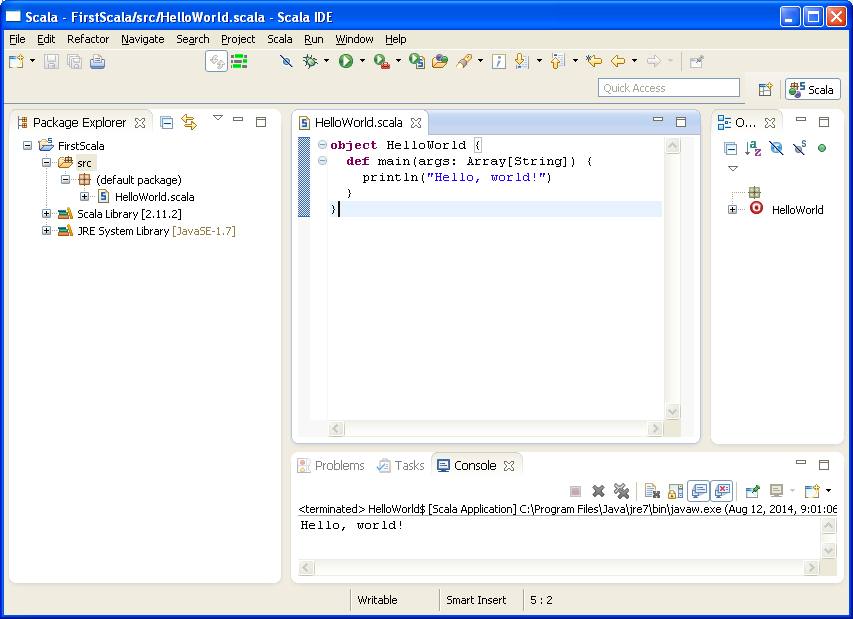 Scala - FirstScala/src/HelloWorld.scala - Scala IDE
File Edit Refactor Navigate Search Project Scala Run Window Help
Quick Access
Scala
Package Explorer
FirstScala
src
(default package)
HelloWorld.scala
Scala Library [2.11.2]
JRE System Library [JavaSE-1.7]
HelloWorld.scala
object HelloWorld {
def main(args: Array[String]) {
println("Hello, world!")
}
}
O...
HelloWorld
Problems Tasks Console
<terminated> HelloWorld$ [Scala Application] C:\Program Files\Java\jre7\bin\javaw.exe (Aug 12, 2014, 9:01:06
Hello, world!
Writable Smart Insert 5 : 2